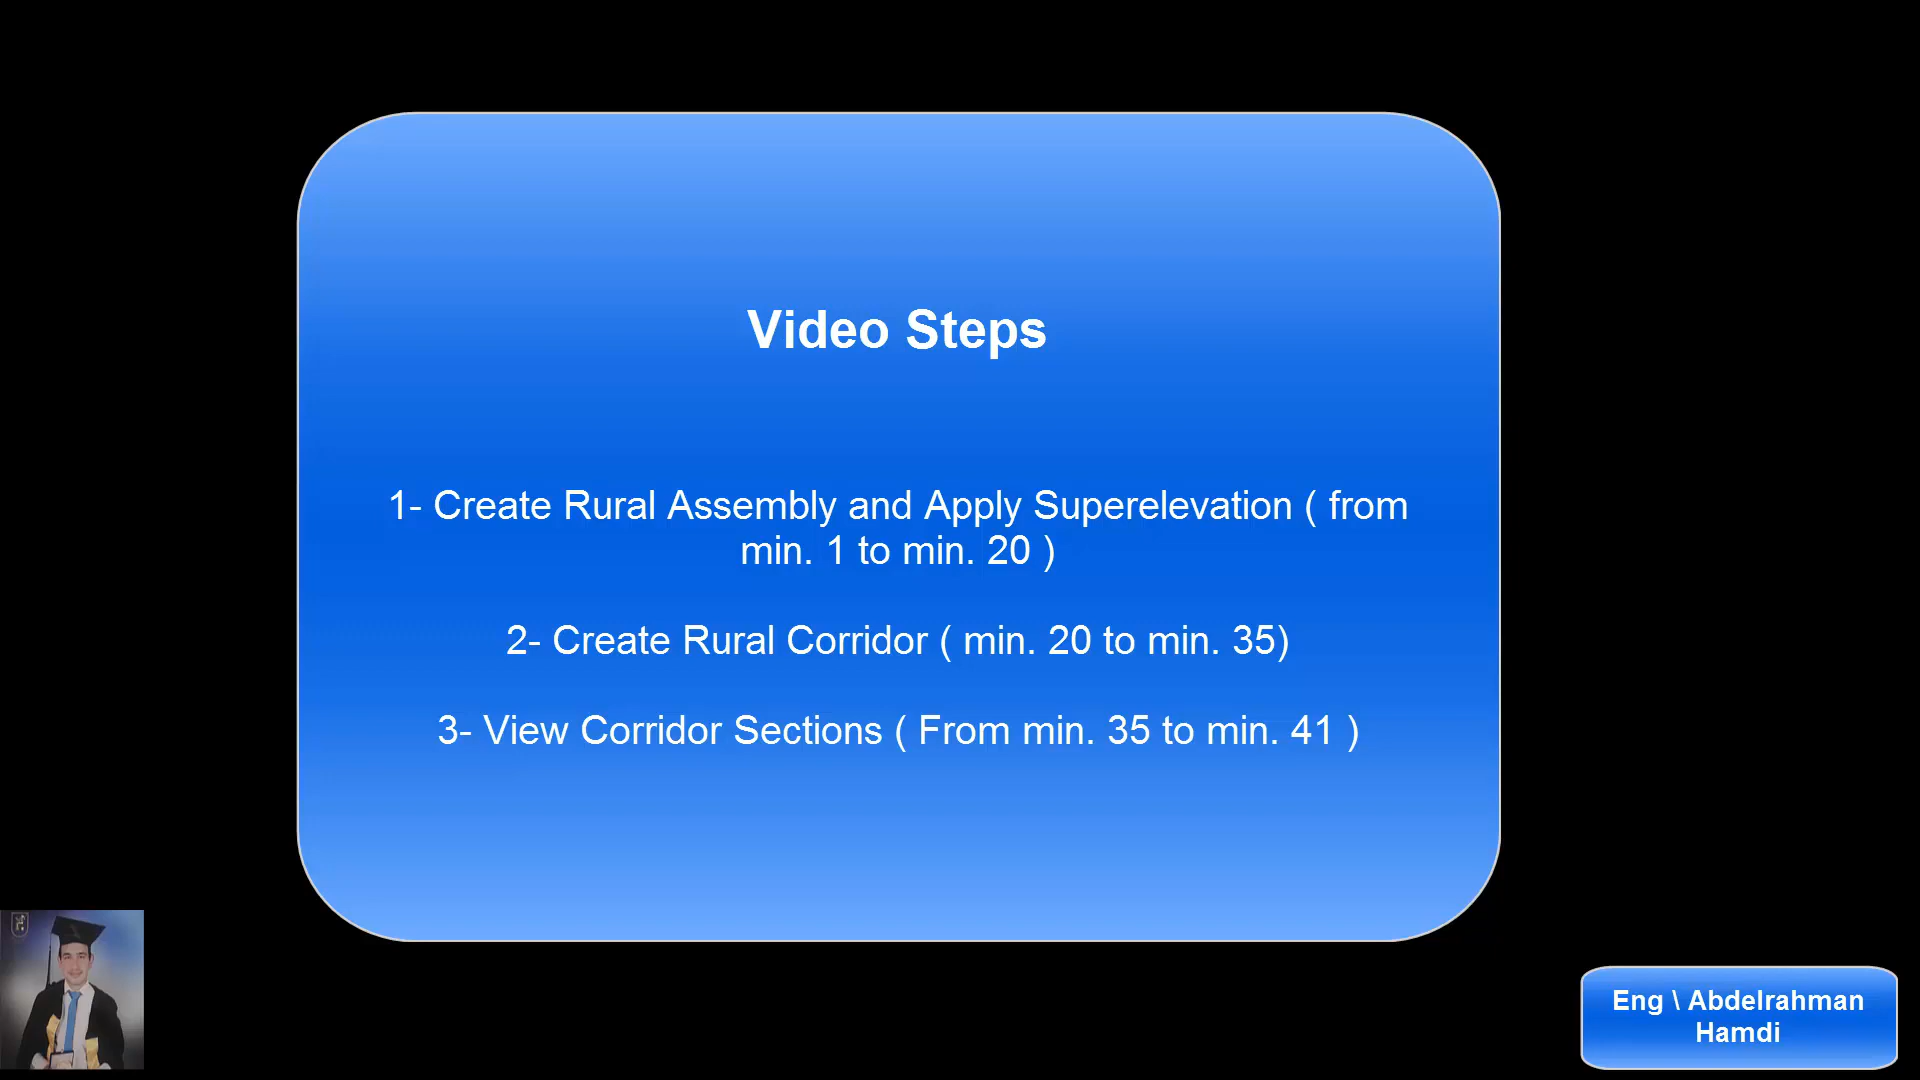 Video Steps
1- Create Rural Assembly and Apply Superelevation ( from
min. 1 to min. 20 )
2- Create Rural Corridor ( min. 20 to min. 35)
3- View Corridor Sections ( From min. 35 to min. 41 )
Eng \ Abdelrahman
Hamdi